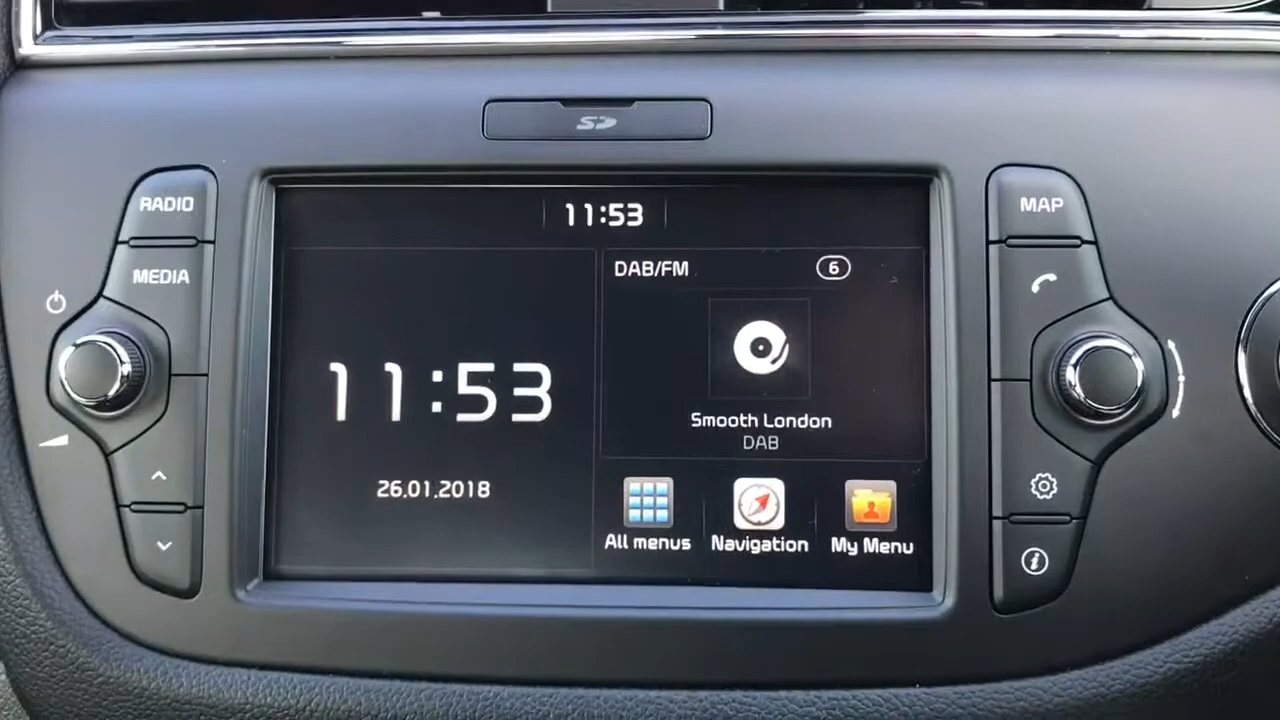 SD
RADIO
MEDIA
11:53
11:53
26.01.2018
DAB/FM
6
Smooth London
DAB
All menus
Navigation
My Menu
MAP
i